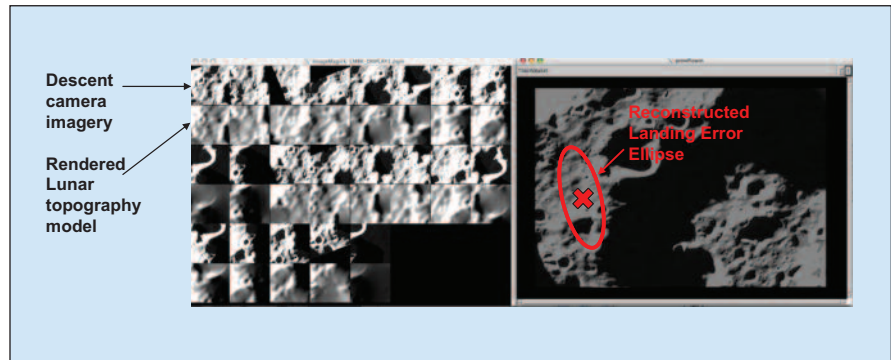 Descent
camera
imagery
Rendered
Lunar
topography
model
Reconstructed
Landing Error
Ellipse